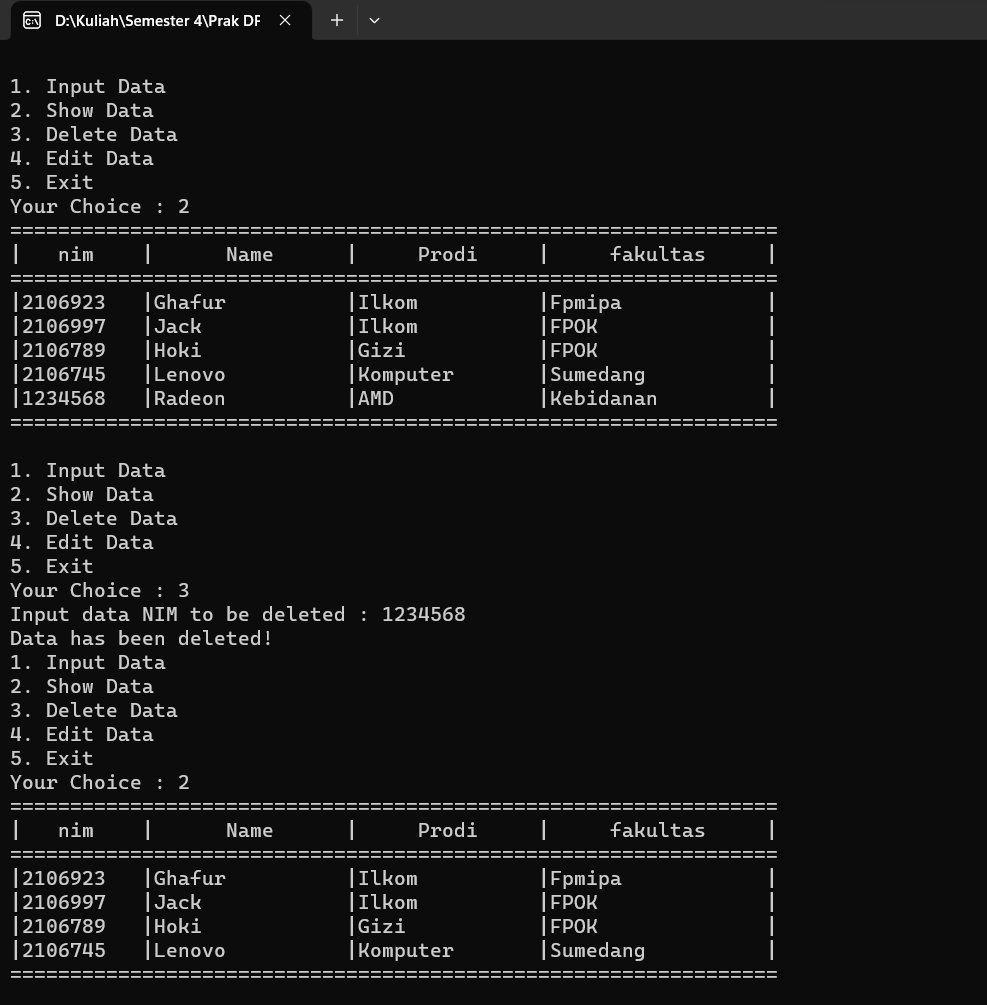 D:\Kuliah\Semester 4\Prak DF
1. Input Data
2. Show Data
3. Delete Data
4. Edit Data
5. Exit
Your Choice : 2
================================================================
|   nim    |      Name      |     Prodi     |     fakultas     |
================================================================
|2106923   |Ghafur          |Ilkom          |Fpmipa            |
|2106997   |Jack            |Ilkom          |FPOK              |
|2106789   |Hoki            |Gizi           |FPOK              |
|2106745   |Lenovo          |Komputer       |Sumedang          |
|1234568   |Radeon          |AMD            |Kebidanan         |
================================================================
1. Input Data
2. Show Data
3. Delete Data
4. Edit Data
5. Exit
Your Choice : 3
Input data NIM to be deleted : 1234568
Data has been deleted!
1. Input Data
2. Show Data
3. Delete Data
4. Edit Data
5. Exit
Your Choice : 2
================================================================
|   nim    |      Name      |     Prodi     |     fakultas     |
================================================================
|2106923   |Ghafur          |Ilkom          |Fpmipa            |
|2106997   |Jack            |Ilkom          |FPOK              |
|2106789   |Hoki            |Gizi           |FPOK              |
|2106745   |Lenovo          |Komputer       |Sumedang          |
================================================================